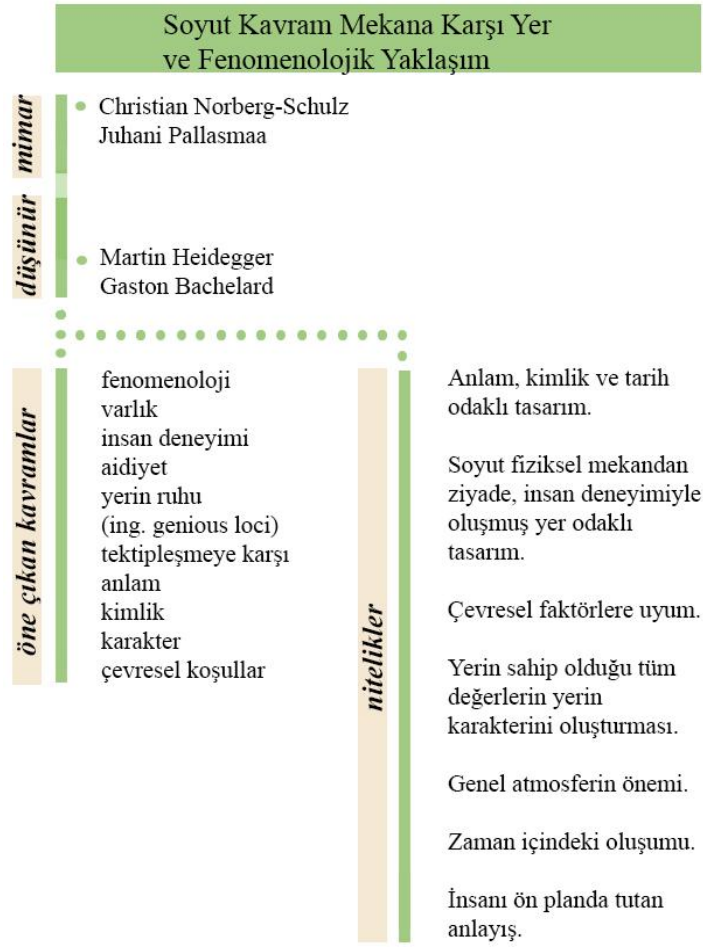 Soyut Kavram Mekana Karşı Yer
ve Fenomenolojik Yaklaşım
mimar
Christian Norberg-Schulz
Juhani Pallasmaa
düşünür
Martin Heidegger
Gaston Bachelard
öne çıkan kavramlar
fenomenoloji
varlık
insan deneyimi
aidiyet
yerin ruhu
(ing. genious loci)
tektipleşmeye karşı
anlam
kimlik
karakter
çevresel koşullar
nitelikler
Anlam, kimlik ve tarih
odaklı tasarım.
Soyut fiziksel mekandan
ziyade, insan deneyimiyle
oluşmuş yer odaklı
tasarım.
Çevresel faktörlere uyum.
Yerin sahip olduğu tüm
değerlerin yerin
karakterini oluşturması.
Genel atmosferin önemi.
Zaman içindeki oluşumu.
İnsanı ön planda tutan
anlayış.